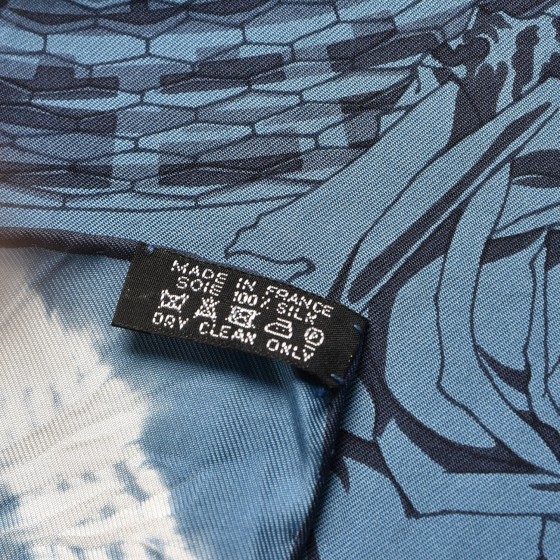 MADE IN FRANCE
SOIE 100% SILK
DRY CLEAN ONLY